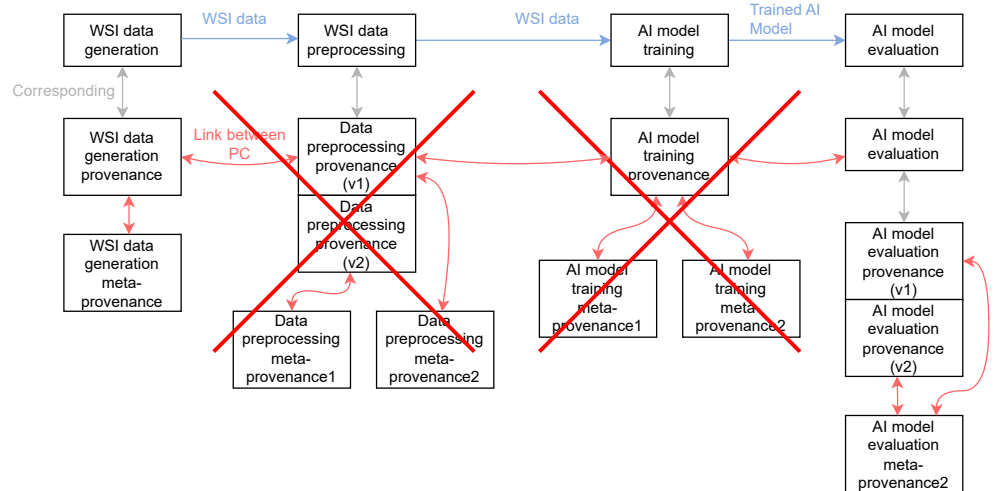 WSI data
generation
WSI data
WSI data
preprocessing
WSI data
AI model
training
Trained AI
Model
AI model
evaluation
Corresponding
WSI data
generation
provenance
Link between
PC
Data
preprocessing
provenance
(v1)
Data
preprocessing
provenance
(v2)
AI model
training
provenance
AI model
evaluation
WSI data
generation
meta-
provenance
AI model
evaluation
provenance
(v1)
AI model
evaluation
provenance
(v2)
Data
preprocessing
meta-
provenance1
Data
preprocessing
meta-
provenance2
AI model
training
meta-
provenance1
AI model
training
meta-
provenance2
AI model
evaluation
meta-
provenance2